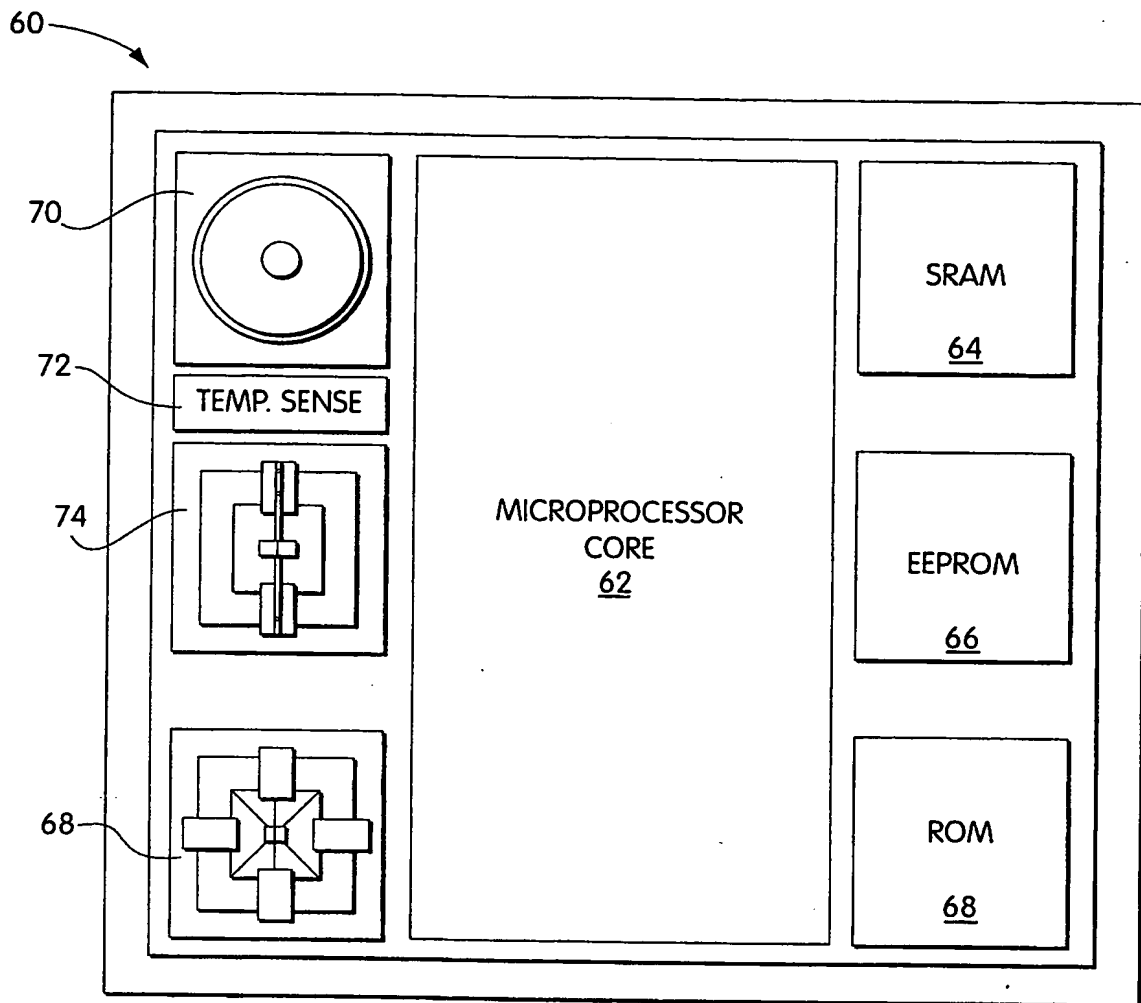 60
70
72
TEMP. SENSE
74
68
MICROPROCESSOR
CORE
62
SRAM
64
EEPROM
66
ROM
68